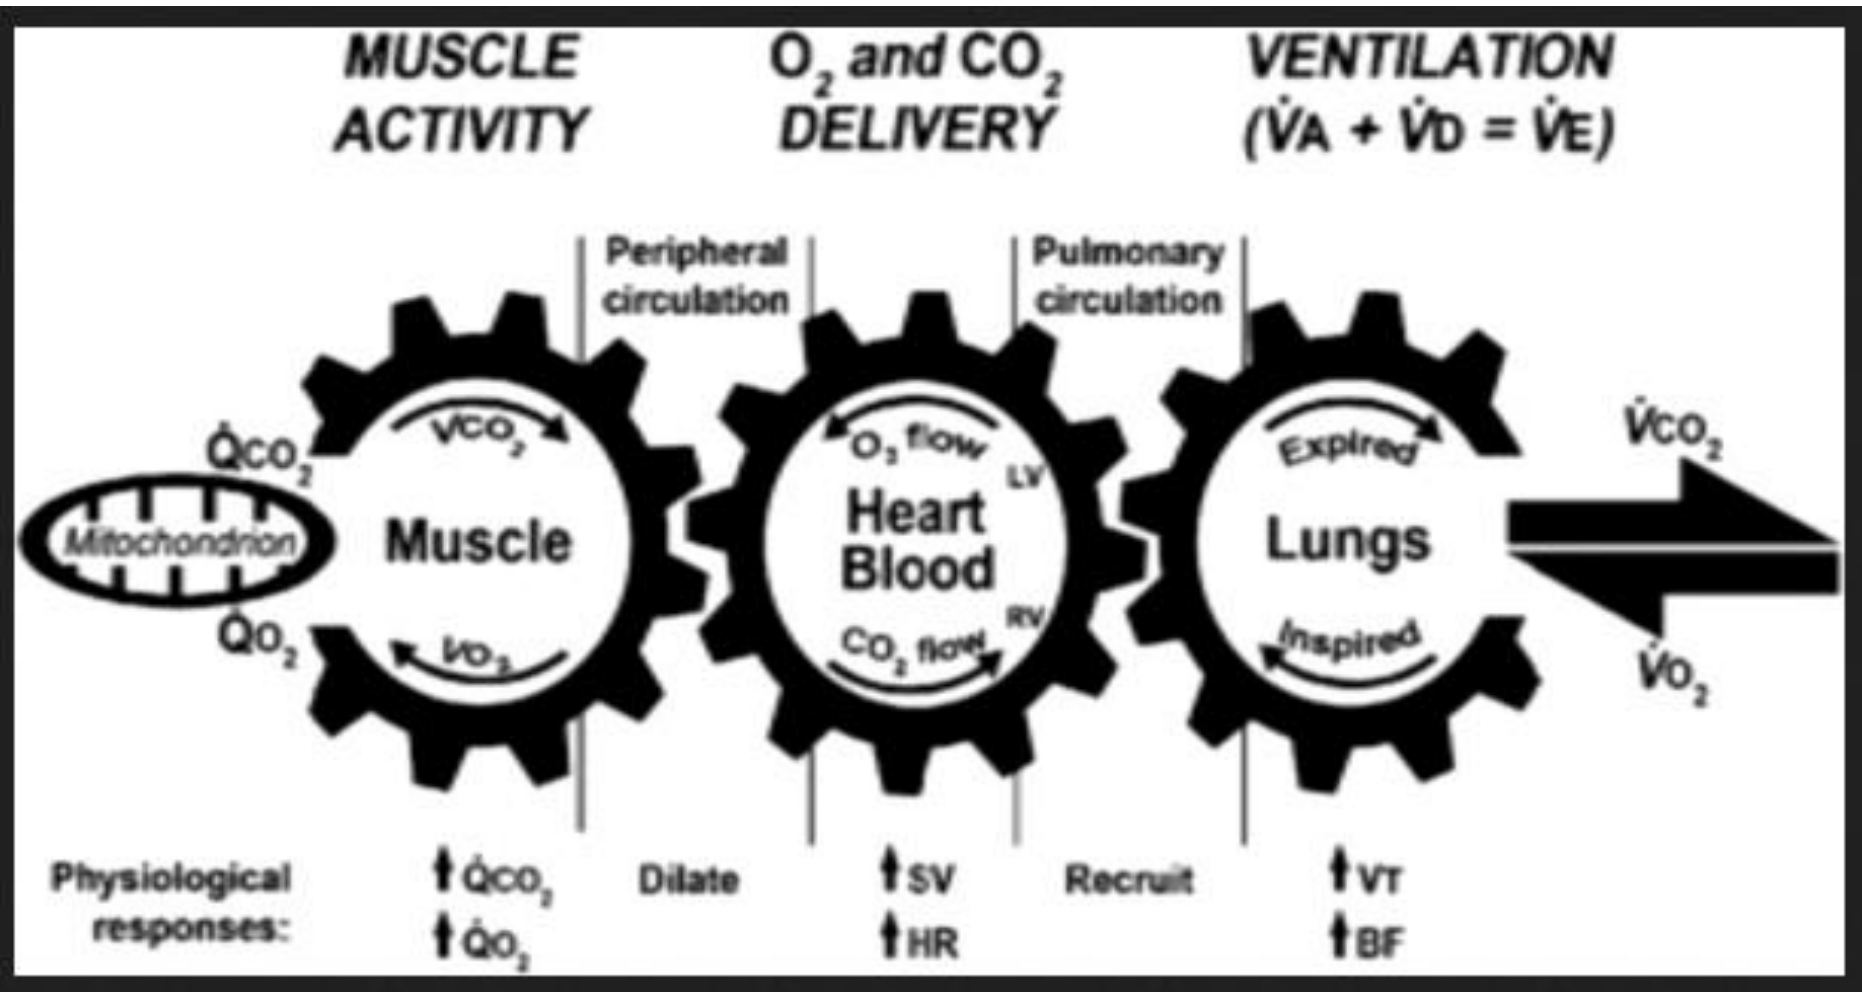 MUSCLE
ACTIVITY
O₂ and CO₂
DELIVERY
VENTILATION
(V̇A + V̇D = V̇E)
Peripheral
circulation
Pulmonary
circulation
Q̇CO₂
Mitochondrion
Q̇O₂
V̇CO₂
Muscle
V̇O₂
O₂ flow
LV
Heart
Blood
RV
CO₂ flow
Expired
Lungs
Inspired
V̇CO₂
V̇O₂
Physiological
responses:
↑ Q̇CO₂
↑ Q̇O₂
Dilate
↑ SV
↑ HR
Recruit
↑ VT
↑ BF